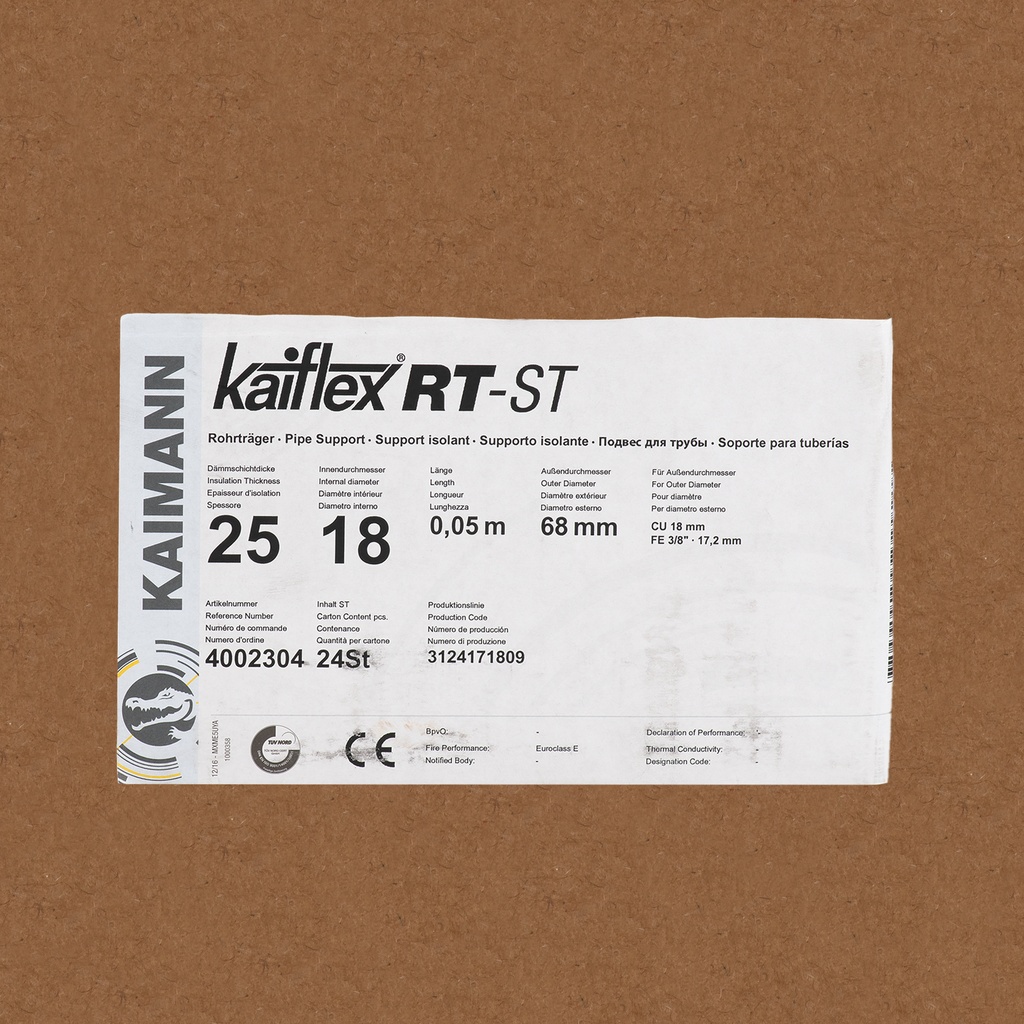 KAIMANN
kaiflex® RT-ST
Rohrträger · Pipe Support · Support isolant · Supporto isolante · Подвес для трубы · Soporte para tuberías
Dämmschichtdicke
Insulation Thickness
Epaisseur d'isolation
Spessore
25
Innendurchmesser
Internal diameter
Diamètre intérieur
Diametro interno
18
Länge
Length
Longueur
Lunghezza
0,05 m
Außendurchmesser
Outer Diameter
Diamètre extérieur
Diametro esterno
68 mm
Für Außendurchmesser
For Outer Diameter
Pour diamètre
Per diametro esterno
CU 18 mm
FE 3/8" · 17,2 mm
Artikelnummer
Reference Number
Numéro de commande
Numero d'ordine
4002304
Inhalt ST
Carton Content pcs.
Contenance
Quantità per cartone
24St
Produktionslinie
Production Code
Número de producción
Numero di produzione
3124171809
12/16 - MXME5UYA
1000358
TÜV NORD
CE
BpvO: -
Fire Performance: Euroclass E
Notified Body: -
Declaration of Performance: -
Thermal Conductivity: -
Designation Code: -